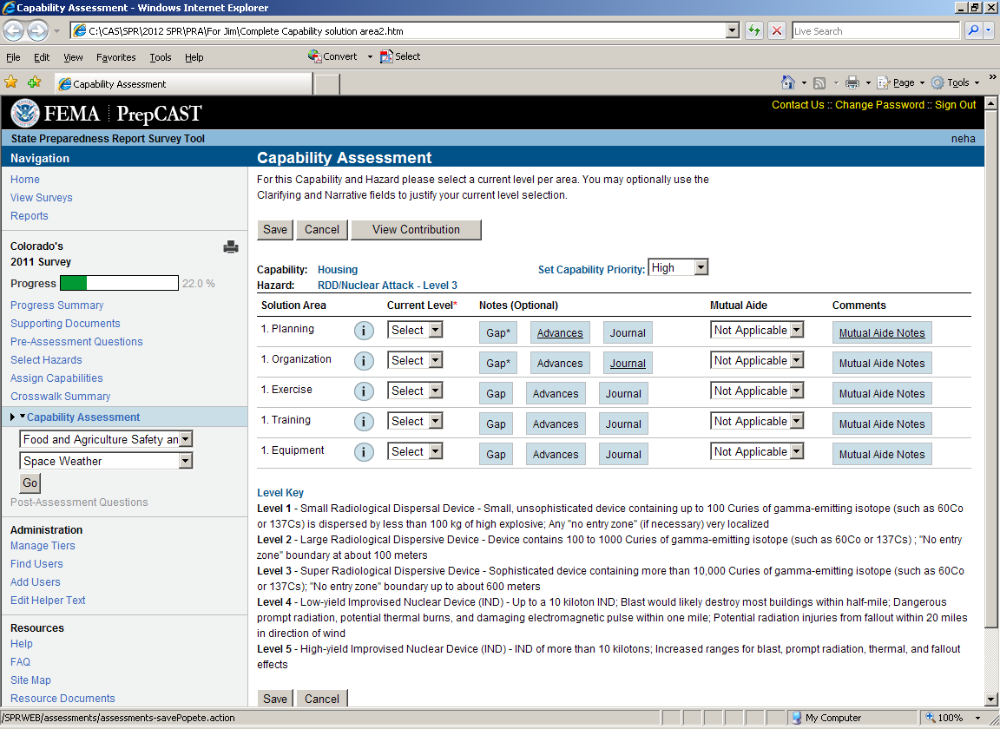 Capability Assessment - Windows Internet Explorer
C:\CAS\SPR\2012 SPR\PRA\For Jim\Complete Capability solution area2.htm
Live Search
File Edit View Favorites Tools Help Convert Select
Capability Assessment
Page Tools »
FEMA PrepCAST
Contact Us :: Change Password :: Sign Out
State Preparedness Report Survey Tool
neha
Navigation
Home
View Surveys
Reports
Colorado's
2011 Survey
Progress 22.0 %
Progress Summary
Supporting Documents
Pre-Assessment Questions
Select Hazards
Assign Capabilities
Crosswalk Summary
Capability Assessment
Food and Agriculture Safety an
Space Weather
Go
Post-Assessment Questions
Administration
Manage Tiers
Find Users
Add Users
Edit Helper Text
Resources
Help
FAQ
Site Map
Resource Documents
Capability Assessment
For this Capability and Hazard please select a current level per area. You may optionally use the
Clarifying and Narrative fields to justify your current level selection.
Save Cancel View Contribution
Capability: Housing Set Capability Priority: High
Hazard: RDD/Nuclear Attack - Level 3
Solution Area Current Level* Notes (Optional) Mutual Aide Comments
1. Planning i Select Gap* Advances Journal Not Applicable Mutual Aide Notes
1. Organization i Select Gap* Advances Journal Not Applicable Mutual Aide Notes
1. Exercise i Select Gap Advances Journal Not Applicable Mutual Aide Notes
1. Training i Select Gap Advances Journal Not Applicable Mutual Aide Notes
1. Equipment i Select Gap Advances Journal Not Applicable Mutual Aide Notes
Level Key
Level 1 - Small Radiological Dispersal Device - Small, unsophisticated device containing up to 100 Curies of gamma-emitting isotope (such as 60Co
or 137Cs) is dispersed by less than 100 kg of high explosive; Any "no entry zone" (if necessary) very localized
Level 2 - Large Radiological Dispersive Device - Device contains 100 to 1000 Curies of gamma-emitting isotope (such as 60Co or 137Cs) ; "No entry
zone" boundary at about 100 meters
Level 3 - Super Radiological Dispersive Device - Sophisticated device containing more than 10,000 Curies of gamma-emitting isotope (such as 60Co
or 137Cs); "No entry zone" boundary up to about 600 meters
Level 4 - Low-yield Improvised Nuclear Device (IND) - Up to a 10 kiloton IND; Blast would likely destroy most buildings within half-mile; Dangerous
prompt radiation, potential thermal burns, and damaging electromagnetic pulse within one mile; Potential radiation injuries from fallout within 20 miles
in direction of wind
Level 5 - High-yield Improvised Nuclear Device (IND) - IND of more than 10 kilotons; Increased ranges for blast, prompt radiation, thermal, and fallout
effects
Save Cancel
/SPRWEB/assessments/assessments-savePopete.action
My Computer
100%